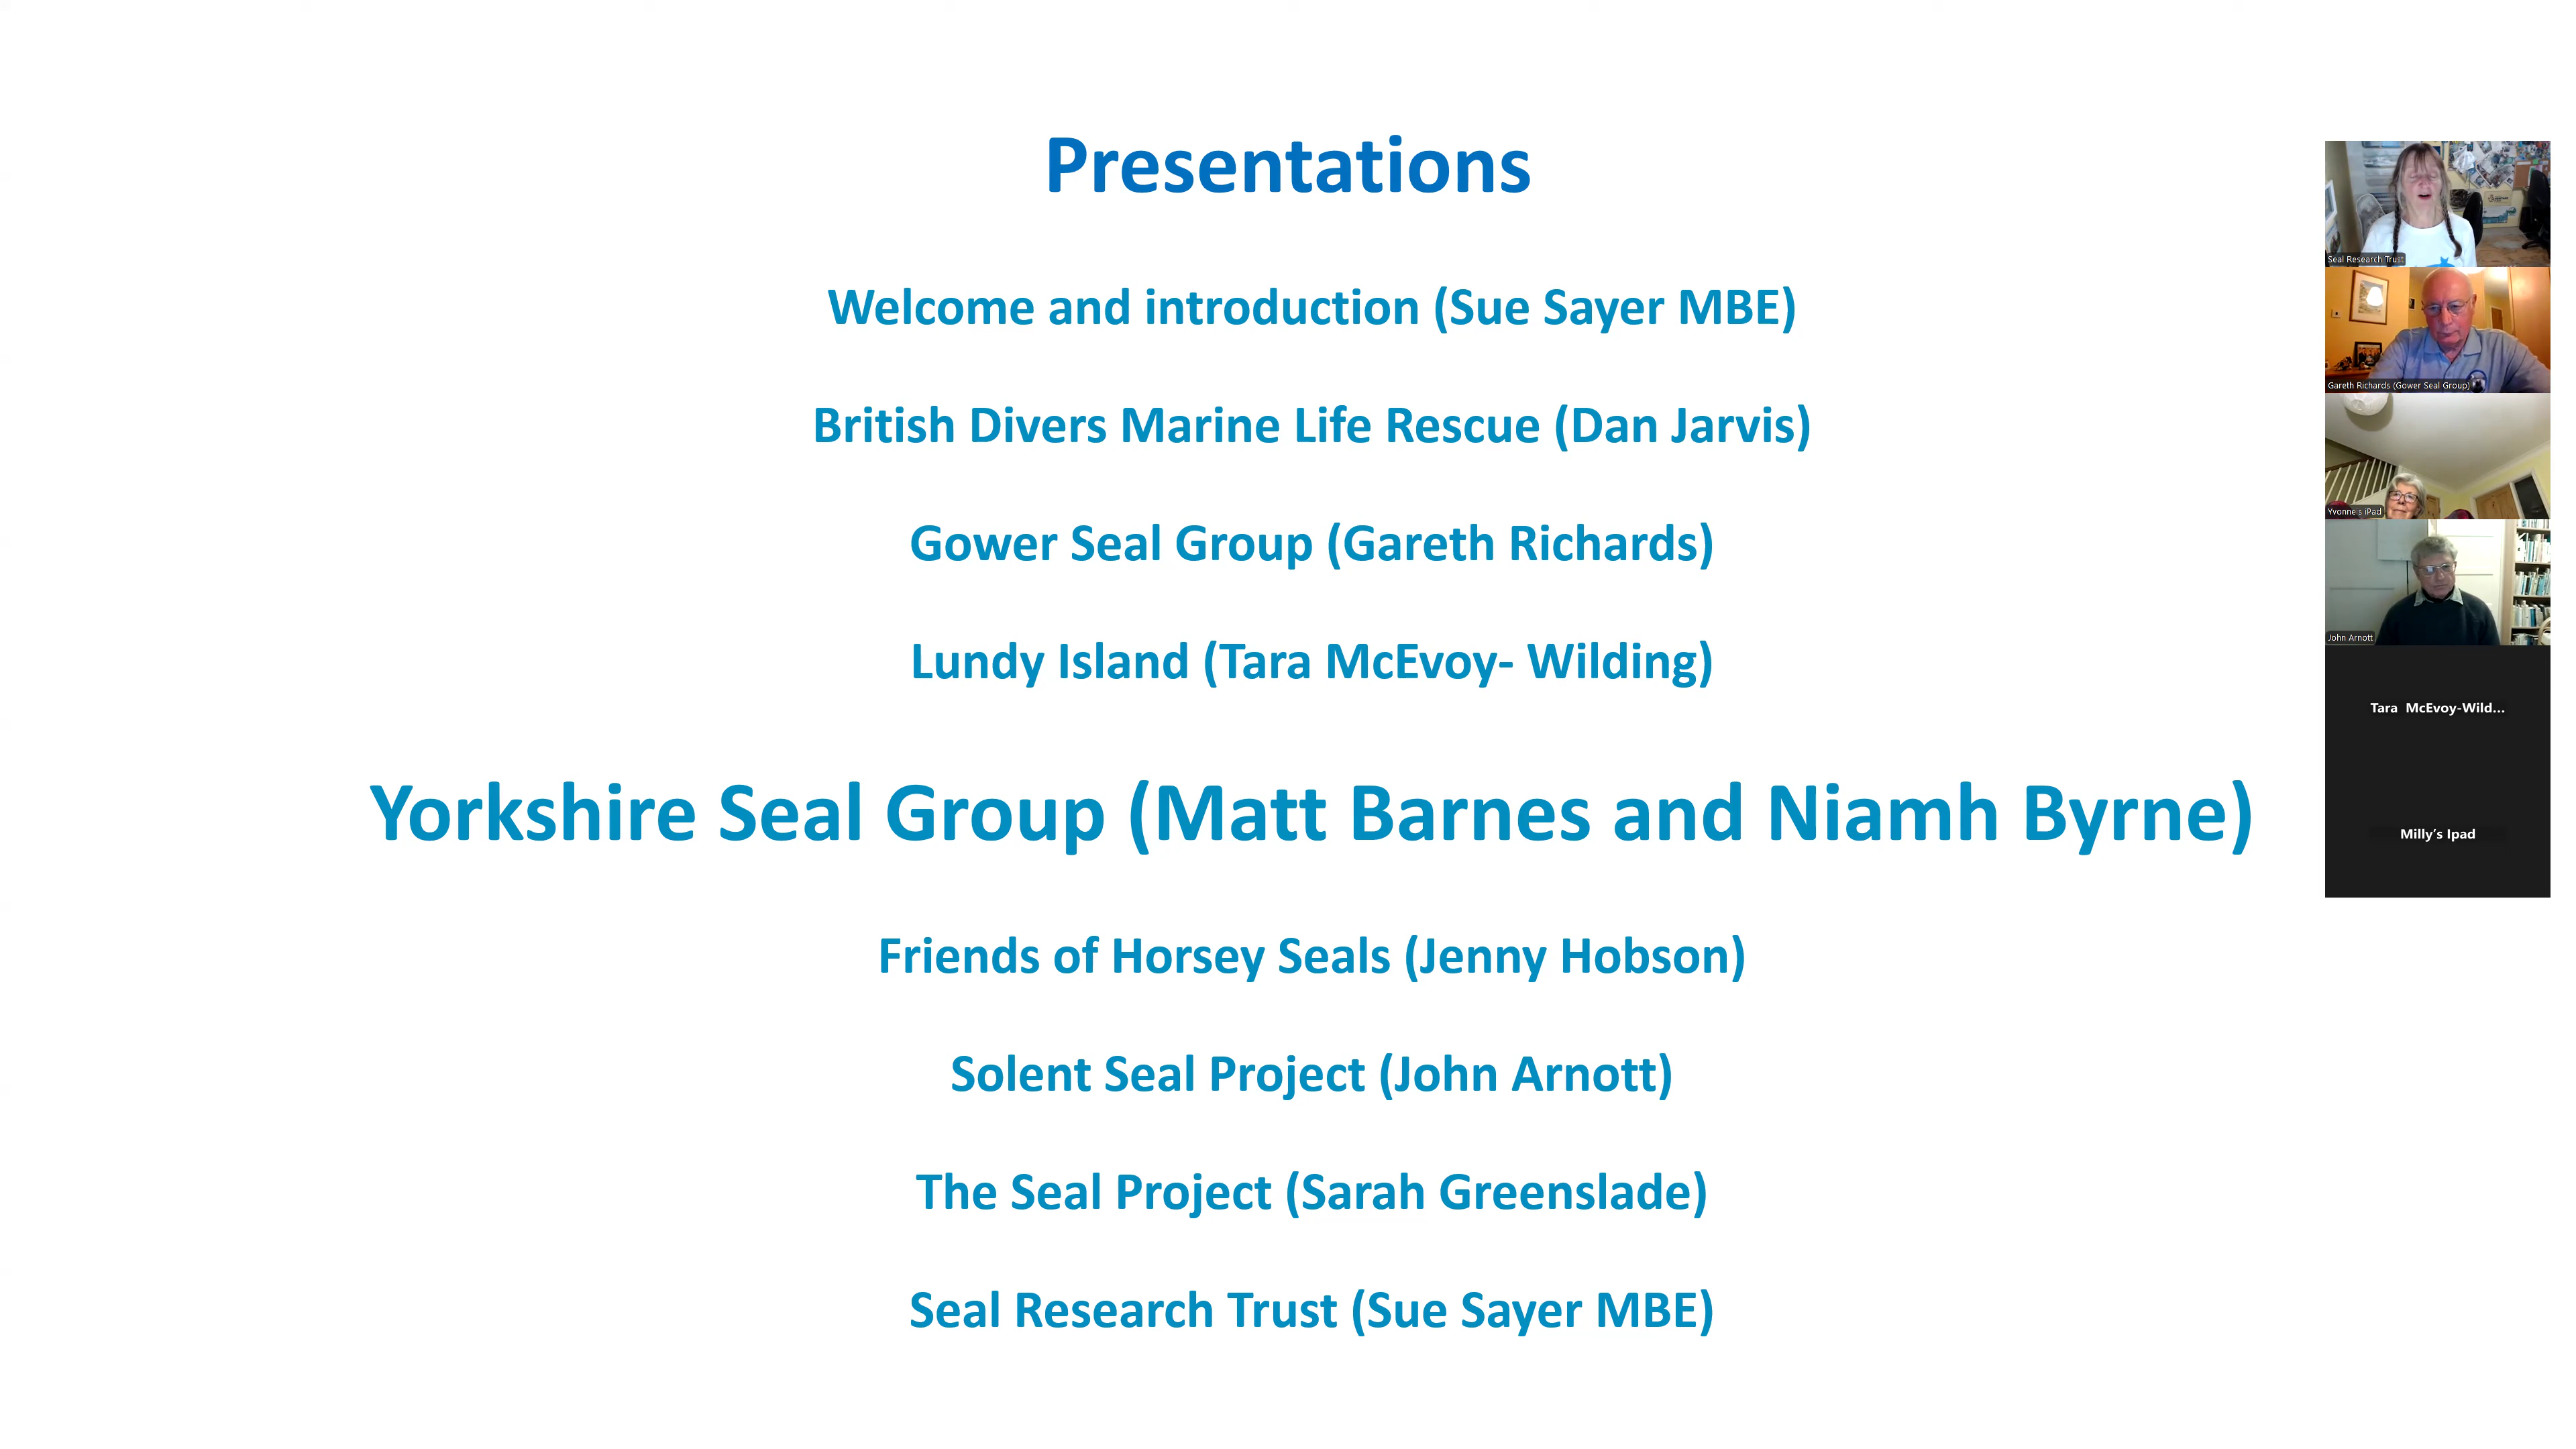 Presentations
Welcome and introduction (Sue Sayer MBE)
British Divers Marine Life Rescue (Dan Jarvis)
Gower Seal Group (Gareth Richards)
Lundy Island (Tara McEvoy- Wilding)
Yorkshire Seal Group (Matt Barnes and Niamh Byrne)
Friends of Horsey Seals (Jenny Hobson)
Solent Seal Project (John Arnott)
The Seal Project (Sarah Greenslade)
Seal Research Trust (Sue Sayer MBE)
Seal Research Trust
Gareth Richards (Gower Seal Group)
Yvonne's iPad
John Arnott
Tara McEvoy-Wild...
Milly's Ipad